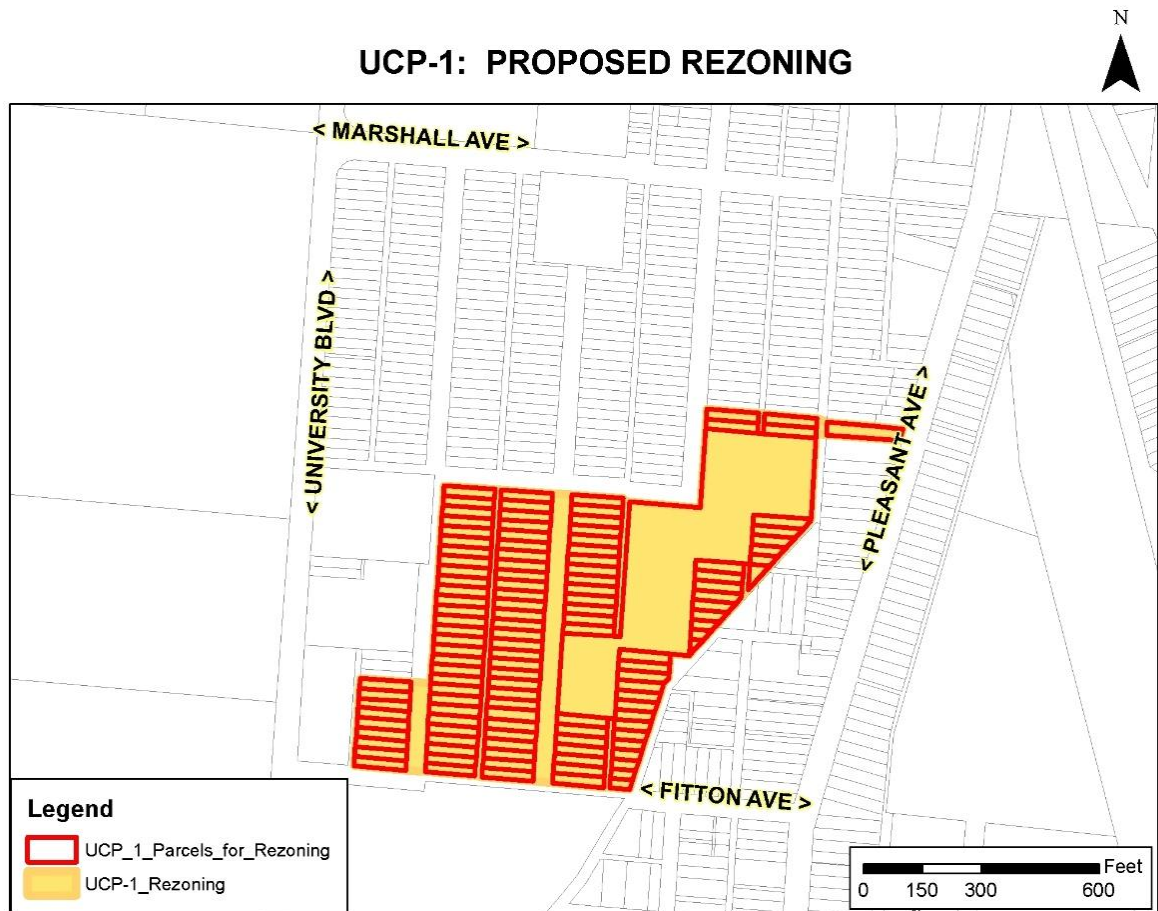 N
UCP-1: PROPOSED REZONING
< MARSHALL AVE >
< UNIVERSITY BLVD >
< PLEASANT AVE >
< FITTON AVE >
Legend
UCP_1_Parcels_for_Rezoning
UCP-1_Rezoning
Feet
0 150 300 600